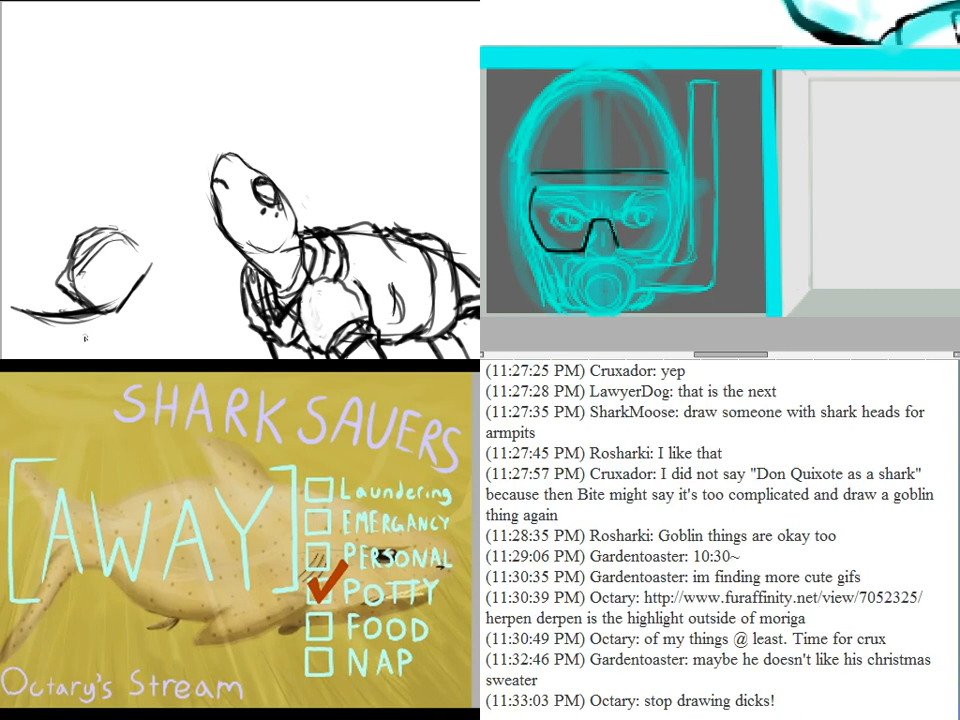 SHARK SAVERS
[AWAY]
Laundering
EMERGANCY
PERSONAL
POTTY
FOOD
NAP
Octary's Stream
(11:27:25 PM) Cruxador: yep
(11:27:28 PM) LawyerDog: that is the next
(11:27:35 PM) SharkMoose: draw someone with shark heads for
armpits
(11:27:45 PM) Rosharki: I like that
(11:27:57 PM) Cruxador: I did not say "Don Quixote as a shark"
because then Bite might say it's too complicated and draw a goblin
thing again
(11:28:35 PM) Rosharki: Goblin things are okay too
(11:29:06 PM) Gardentoaster: 10:30~
(11:30:35 PM) Gardentoaster: im finding more cute gifs
(11:30:39 PM) Octary: http://www.furaffinity.net/view/7052325/
herpen derpen is the highlight outside of moriga
(11:30:49 PM) Octary: of my things @ least. Time for crux
(11:32:46 PM) Gardentoaster: maybe he doesn't like his christmas
sweater
(11:33:03 PM) Octary: stop drawing dicks!